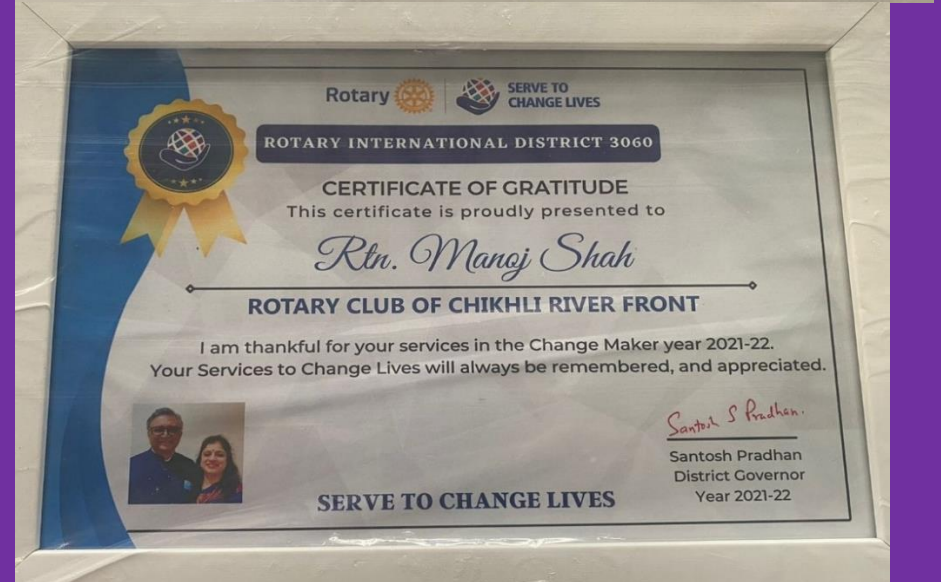 Rotary
SERVE TO
CHANGE LIVES
ROTARY INTERNATIONAL DISTRICT 3060
CERTIFICATE OF GRATITUDE
This certificate is proudly presented to
Rtn. Manoj Shah
ROTARY CLUB OF CHIKHLI RIVER FRONT
I am thankful for your services in the Change Maker year 2021-22.
Your Services to Change Lives will always be remembered, and appreciated.
Santosh S Pradhan.
Santosh Pradhan
District Governor
Year 2021-22
SERVE TO CHANGE LIVES